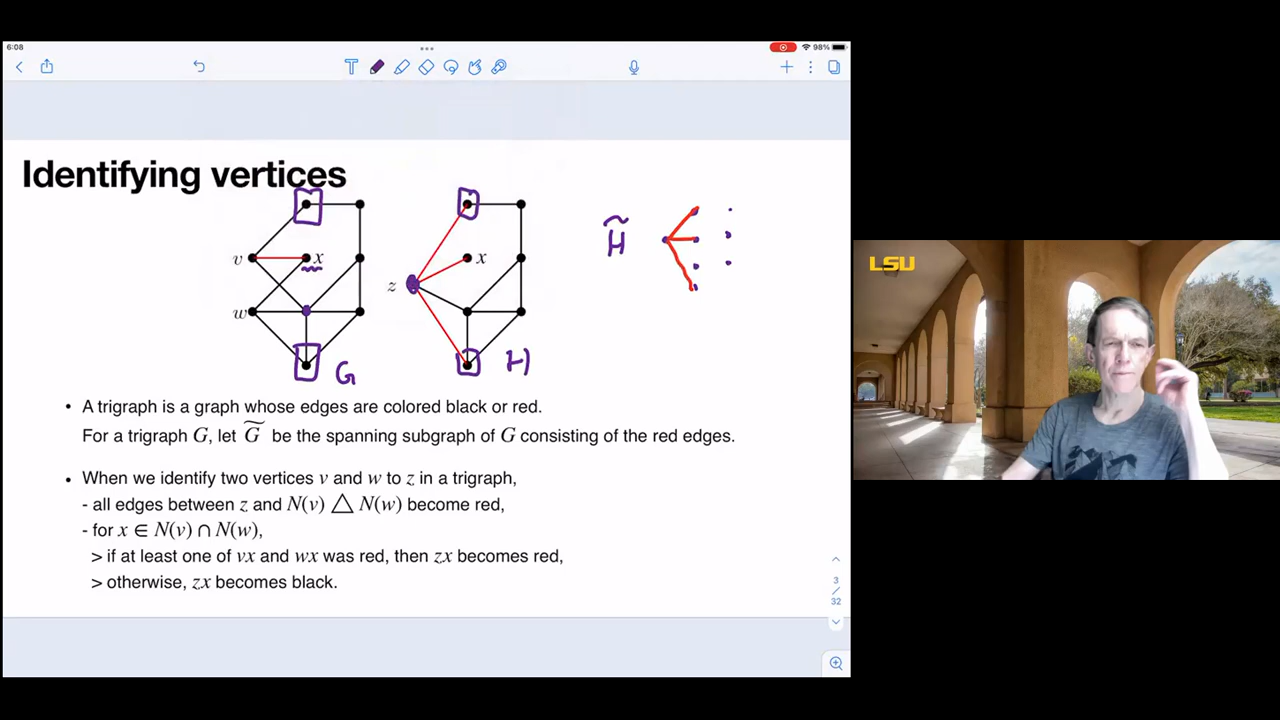 6:08
98%
Identifying vertices
v
x
w
G
z
x
H
H̃
• A trigraph is a graph whose edges are colored black or red.
For a trigraph G, let G̃ be the spanning subgraph of G consisting of the red edges.
• When we identify two vertices v and w to z in a trigraph,
- all edges between z and N(v) △ N(w) become red,
- for x ∈ N(v) ∩ N(w),
> if at least one of vx and wx was red, then zx becomes red,
> otherwise, zx becomes black.
3
/
32
LSU